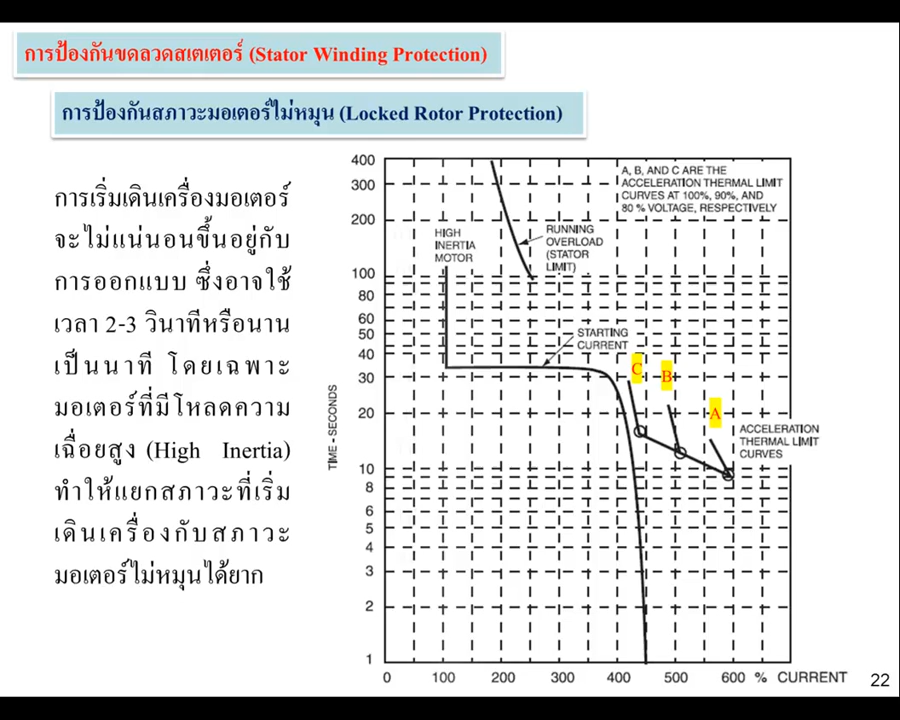 การป้องกันขดลวดสเตเตอร์ (Stator Winding Protection)
การป้องกันสภาวะมอเตอร์ไม่หมุน (Locked Rotor Protection)
การเริ่มเดินเครื่องมอเตอร์
จะไม่แน่นอนขึ้นอยู่กับ
การออกแบบ ซึ่งอาจใช้
เวลา 2-3 วินาทีหรือนาน
เป็นนาที โดยเฉพาะ
มอเตอร์ที่มีโหลดความ
เฉื่อยสูง (High Inertia)
ทำให้แยกสภาวะที่เริ่ม
เดินเครื่องกับสภาวะ
มอเตอร์ไม่หมุนได้ยาก
A, B, AND C ARE THE
ACCELERATION THERMAL LIMIT
CURVES AT 100%, 90%, AND
80 % VOLTAGE, RESPECTIVELY
HIGH
INERTIA
MOTOR
RUNNING
OVERLOAD
(STATOR
LIMIT)
STARTING
CURRENT
C
B
A
ACCELERATION
THERMAL LIMIT
CURVES
TIME - SECONDS
400
300
200
100
80
60
50
40
30
20
10
8
6
5
4
3
2
1
0 100 200 300 400 500 600 % CURRENT
22